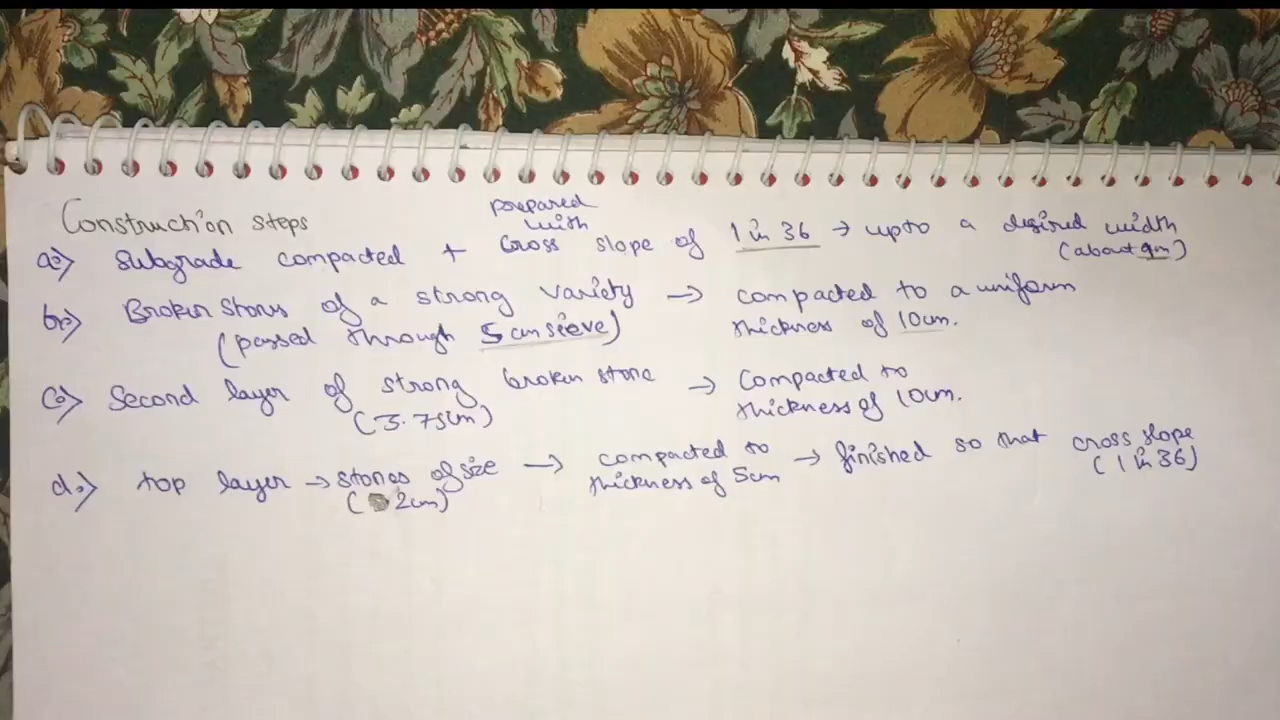 Construction steps
a.) Subgrade compacted + prepared with cross slope of 1 in 36 → upto a desired width (about 9m)
b.) Broken stones of a strong variety → compacted to a uniform
(passed through 5 cm sieve) thickness of 10cm.
c.) Second layer of strong broken stone → compacted to
(3.75cm) thickness of 10cm.
d.) top layer → stones of size → compacted to → finished so that cross slope
(2cm) thickness of 5cm (1 in 36)